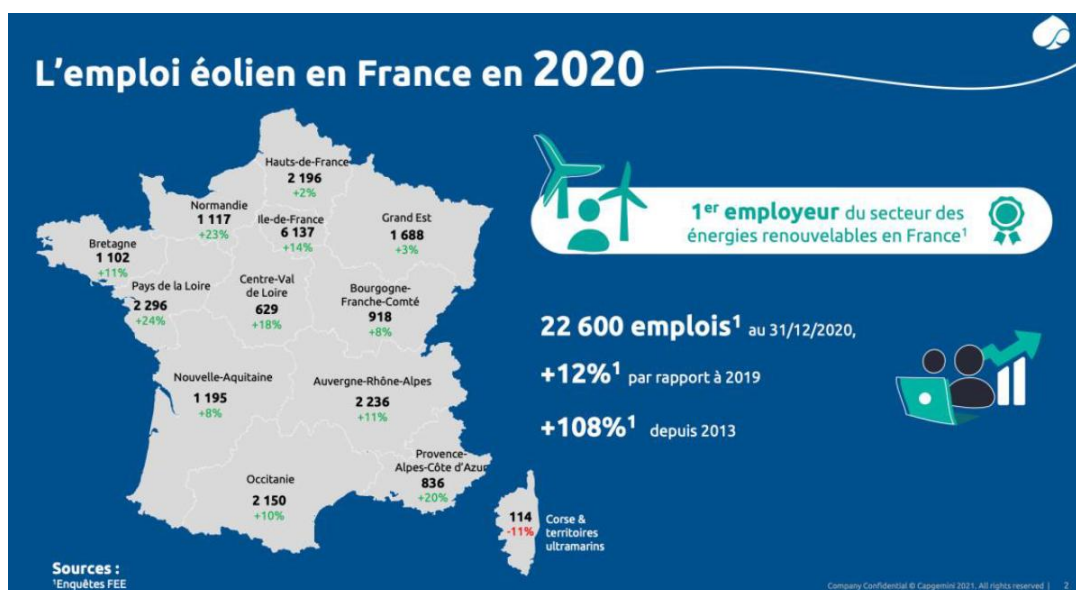 L'emploi éolien en France en 2020
Hauts-de-France
2 196
+2%
Normandie
1 117
+23%
Ile-de-France
6 137
+14%
Grand Est
1 688
+3%
Bretagne
1 102
+11%
Pays de la Loire
2 296
+24%
Centre-Val
de Loire
629
+18%
Bourgogne-
Franche-Comté
918
+8%
Nouvelle-Aquitaine
1 195
+8%
Auvergne-Rhône-Alpes
2 236
+11%
Provence-
Alpes-Côte d'Azur
836
+20%
Occitanie
2 150
+10%
114
-11%
Corse &
territoires
ultramarins
1er employeur du secteur des
énergies renouvelables en France¹
22 600 emplois¹ au 31/12/2020,
+12%¹ par rapport à 2019
+108%¹ depuis 2013
Sources :
¹Enquêtes FEE
Company Confidential © Capgemini 2021. All rights reserved | 2